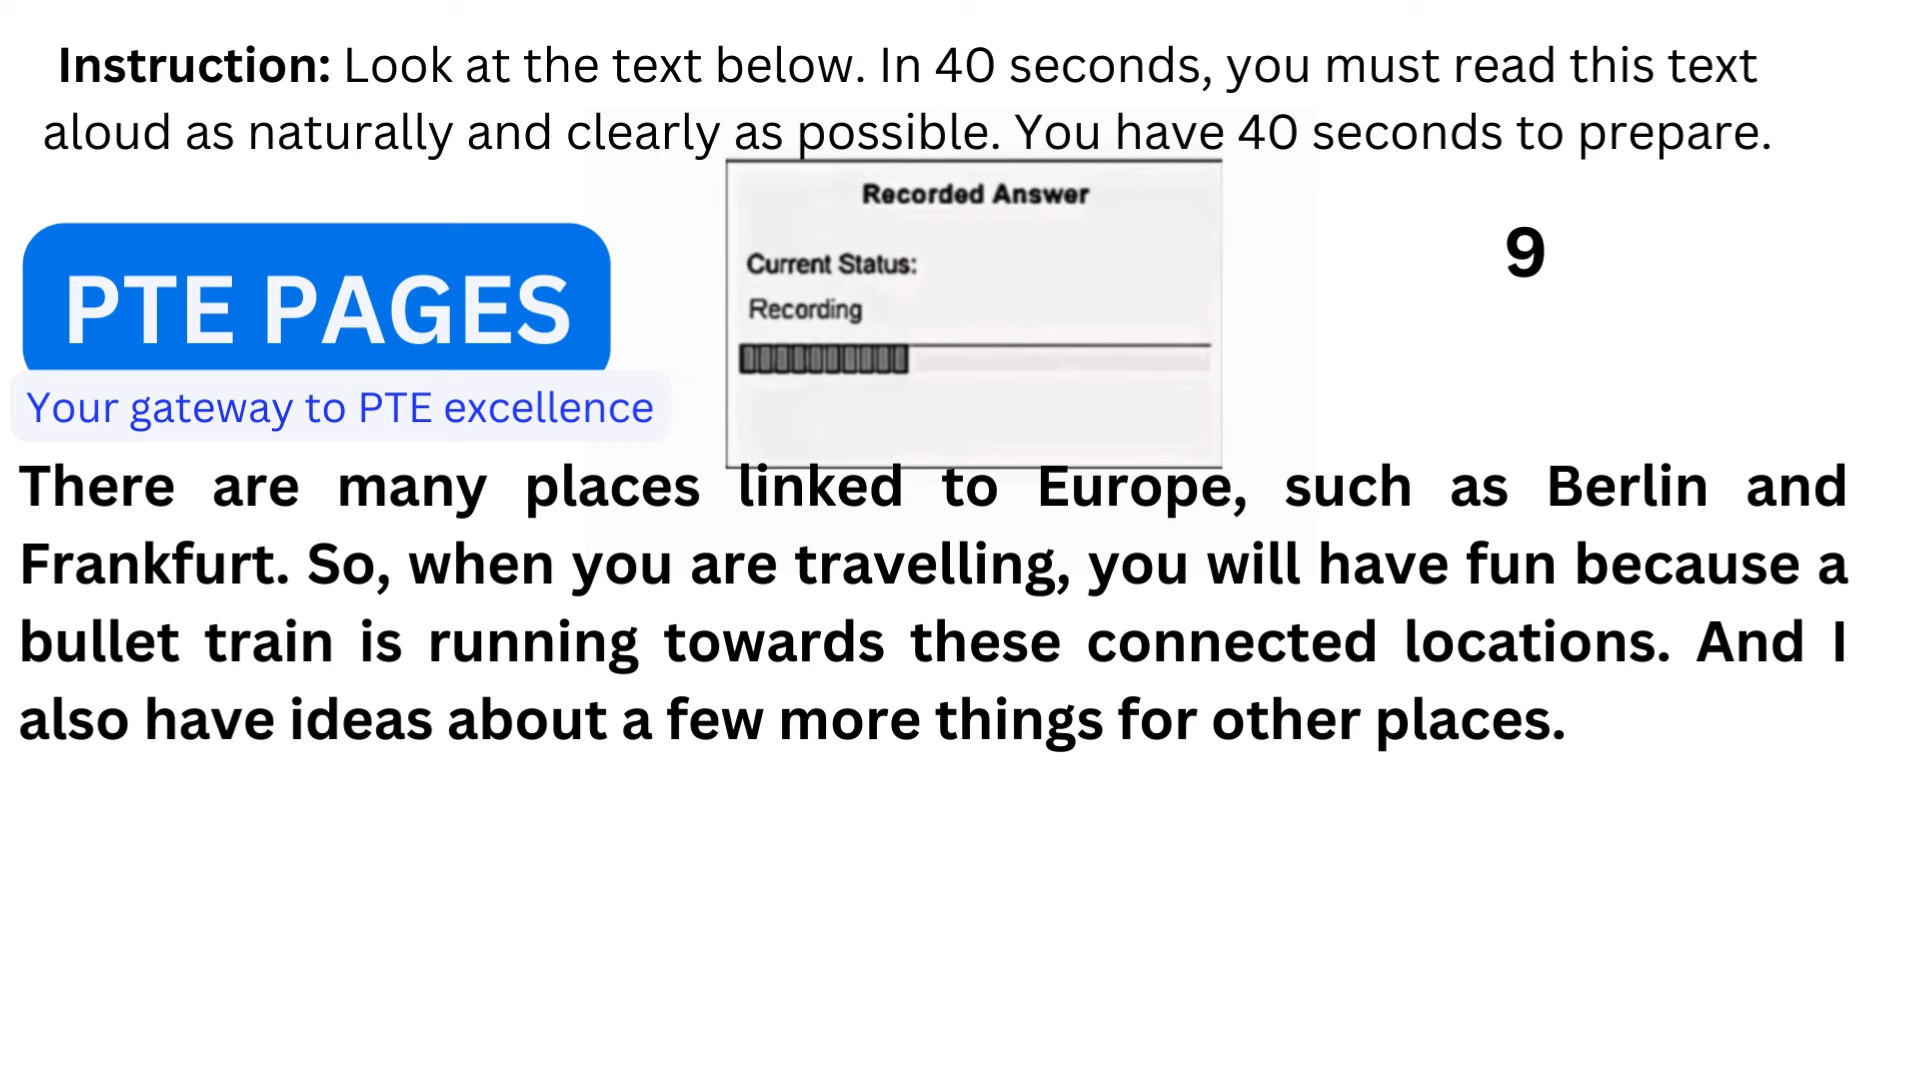 Instruction: Look at the text below. In 40 seconds, you must read this text
aloud as naturally and clearly as possible. You have 40 seconds to prepare.
Recorded Answer
Current Status:
Recording
9
PTE PAGES
Your gateway to PTE excellence
There are many places linked to Europe, such as Berlin and
Frankfurt. So, when you are travelling, you will have fun because a
bullet train is running towards these connected locations. And I
also have ideas about a few more things for other places.